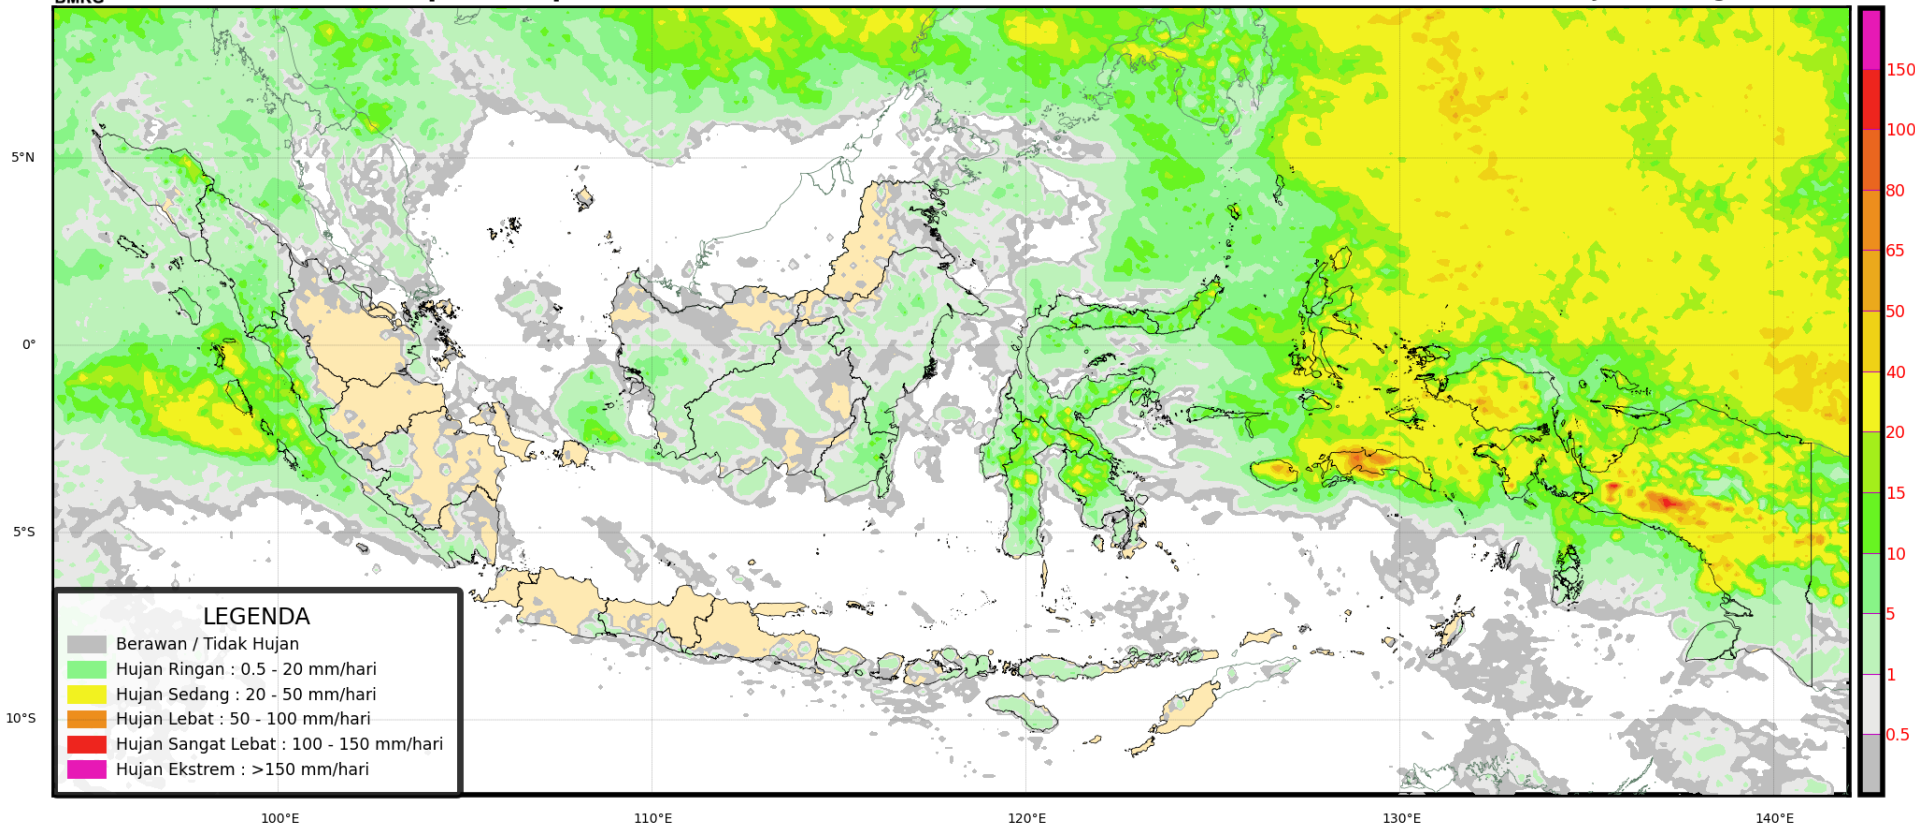 BMKG
5°N
0°
5°S
10°S
100°E
110°E
120°E
130°E
140°E
LEGENDA
Berawan / Tidak Hujan
Hujan Ringan : 0.5 - 20 mm/hari
Hujan Sedang : 20 - 50 mm/hari
Hujan Lebat : 50 - 100 mm/hari
Hujan Sangat Lebat : 100 - 150 mm/hari
Hujan Ekstrem : >150 mm/hari
150
100
80
65
50
40
20
15
10
5
1
0.5